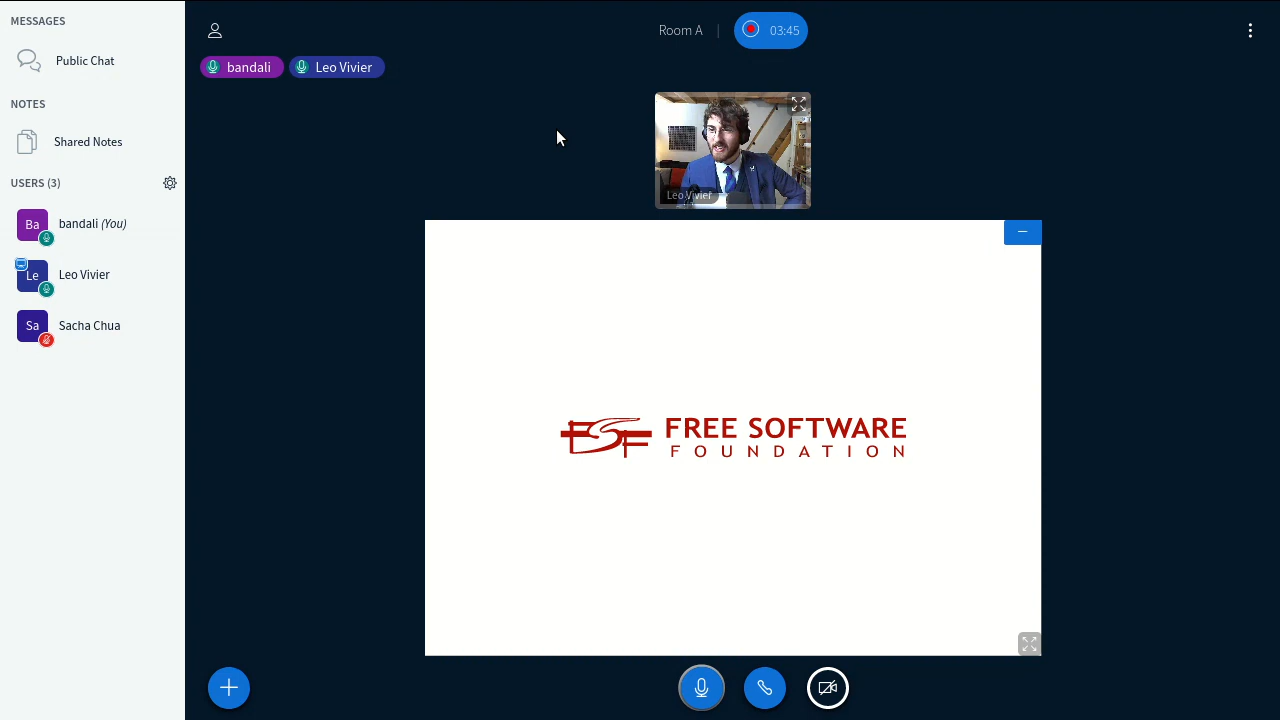 MESSAGES
Public Chat
NOTES
Shared Notes
USERS (3)
Ba
bandali (You)
Le
Leo Vivier
Sa
Sacha Chua
Room A
03:45
bandali
Leo Vivier
Leo Vivier
FREE SOFTWARE
FOUNDATION